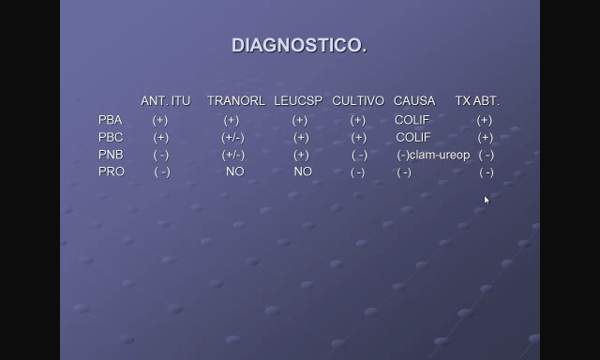 DIAGNOSTICO.
ANT. ITU TRANORL LEUCSP CULTIVO CAUSA TX ABT.
PBA (+) (+) (+) (+) COLIF (+)
PBC (+) (+/-) (+) (+) COLIF (+)
PNB ( -) (+/-) (+) ( -) (-)clam-ureop ( -)
PRO ( -) NO NO ( -) ( -) ( -)